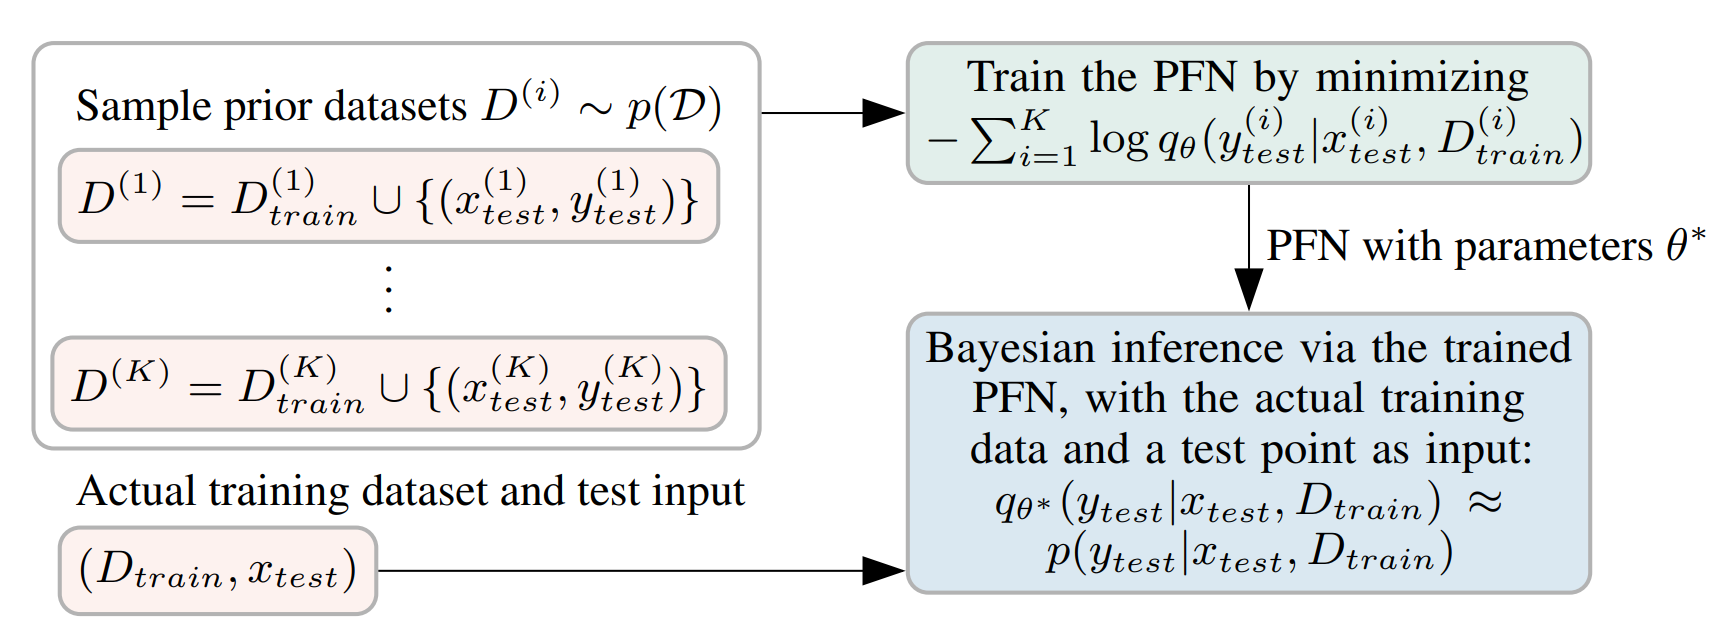 Sample prior datasets $D^{(i)} \sim p(\mathcal{D})$
$D^{(1)} = D^{(1)}_{train} \cup \{(x^{(1)}_{test}, y^{(1)}_{test})\}$
⋮
$D^{(K)} = D^{(K)}_{train} \cup \{(x^{(K)}_{test}, y^{(K)}_{test})\}$
Actual training dataset and test input
$(D_{train}, x_{test})$
Train the PFN by minimizing
$-\sum_{i=1}^{K} \log q_\theta(y^{(i)}_{test}|x^{(i)}_{test}, D^{(i)}_{train})$
PFN with parameters $\theta^*$
Bayesian inference via the trained
PFN, with the actual training
data and a test point as input:
$q_{\theta^*}(y_{test}|x_{test}, D_{train}) \approx$
$p(y_{test}|x_{test}, D_{train})$